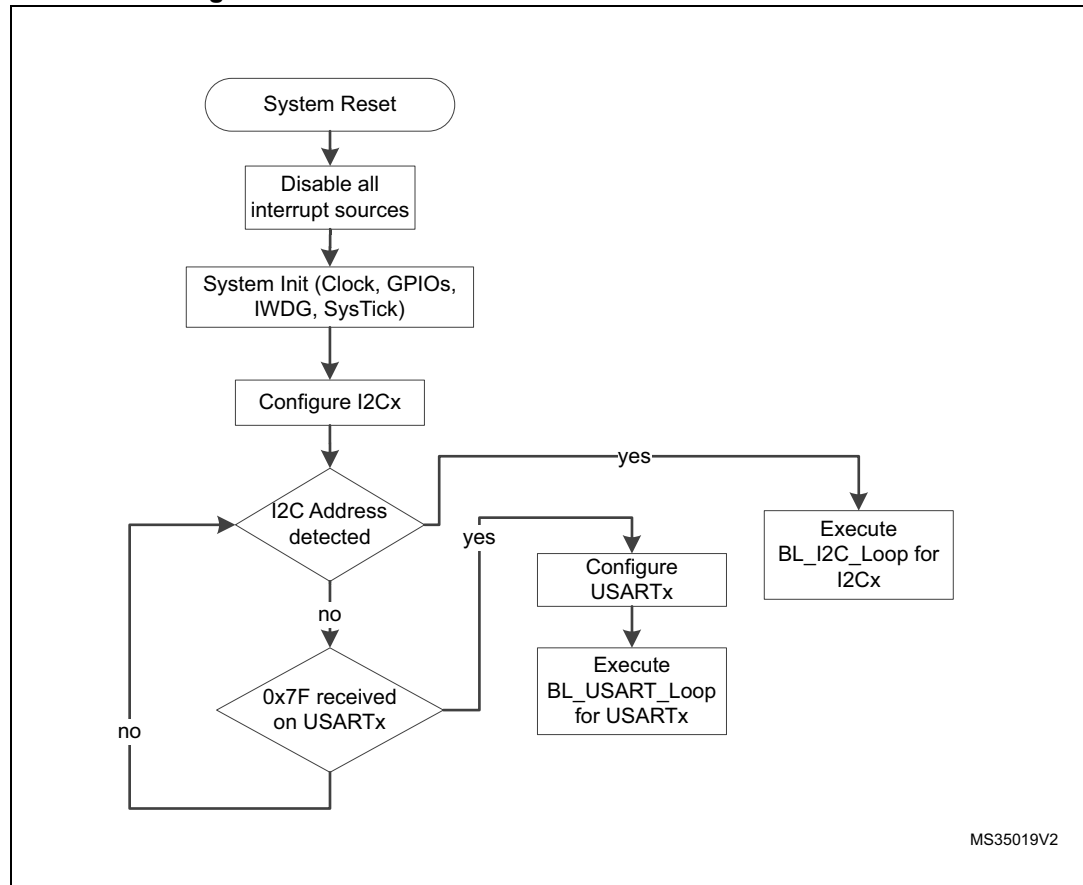 System Reset
Disable all
interrupt sources
System Init (Clock, GPIOs,
IWDG, SysTick)
Configure I2Cx
yes
I2C Address
detected
yes
Execute
BL_I2C_Loop for
I2Cx
Configure
USARTx
no
Execute
BL_USART_Loop
for USARTx
0x7F received
on USARTx
no
MS35019V2